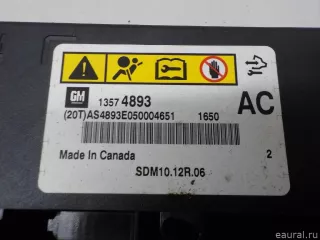 GM
1357 4893
(20T)AS4893E050004651 1650
AC
Made In Canada
2
SDM10.12R.06
eaural.ru